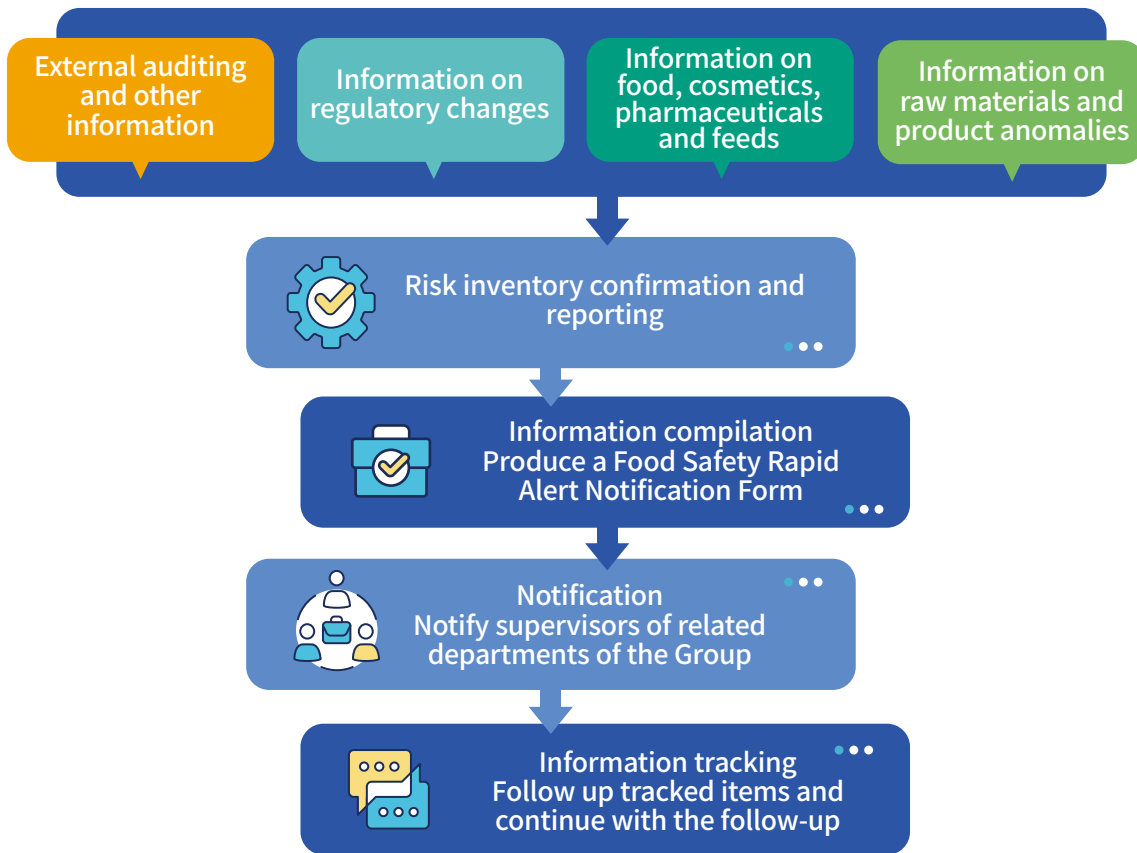 External auditing
and other
information
Information on
regulatory changes
Information on
food, cosmetics,
pharmaceuticals
and feeds
Information on
raw materials and
product anomalies
Risk inventory confirmation and
reporting
Information compilation
Produce a Food Safety Rapid
Alert Notification Form
Notification
Notify supervisors of related
departments of the Group
Information tracking
Follow up tracked items and
continue with the follow-up